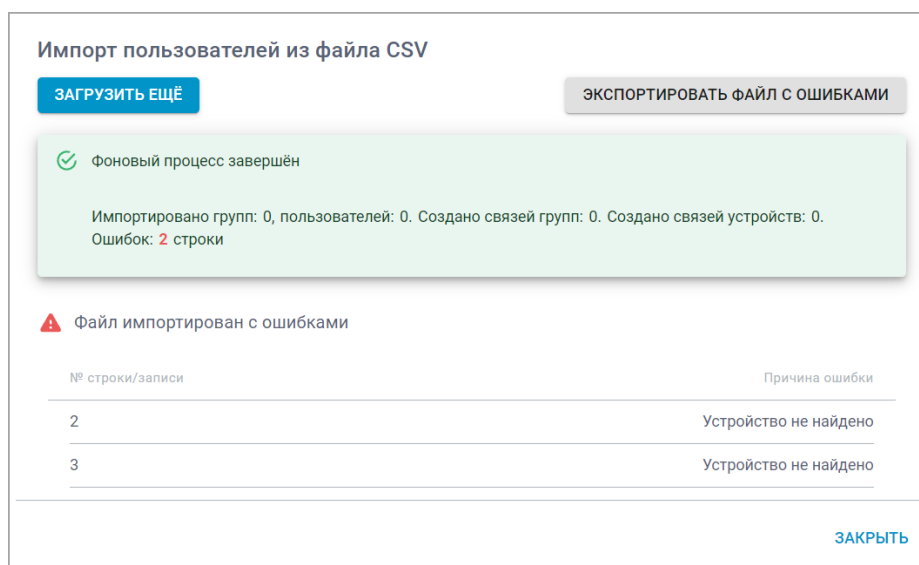 Импорт пользователей из файла CSV
ЗАГРУЗИТЬ ЕЩЁ
ЭКСПОРТИРОВАТЬ ФАЙЛ С ОШИБКАМИ
Фоновый процесс завершён
Импортировано групп: 0, пользователей: 0. Создано связей групп: 0. Создано связей устройств: 0.
Ошибок: 2 строки
Файл импортирован с ошибками
№ строки/записи Причина ошибки
2 Устройство не найдено
3 Устройство не найдено
ЗАКРЫТЬ